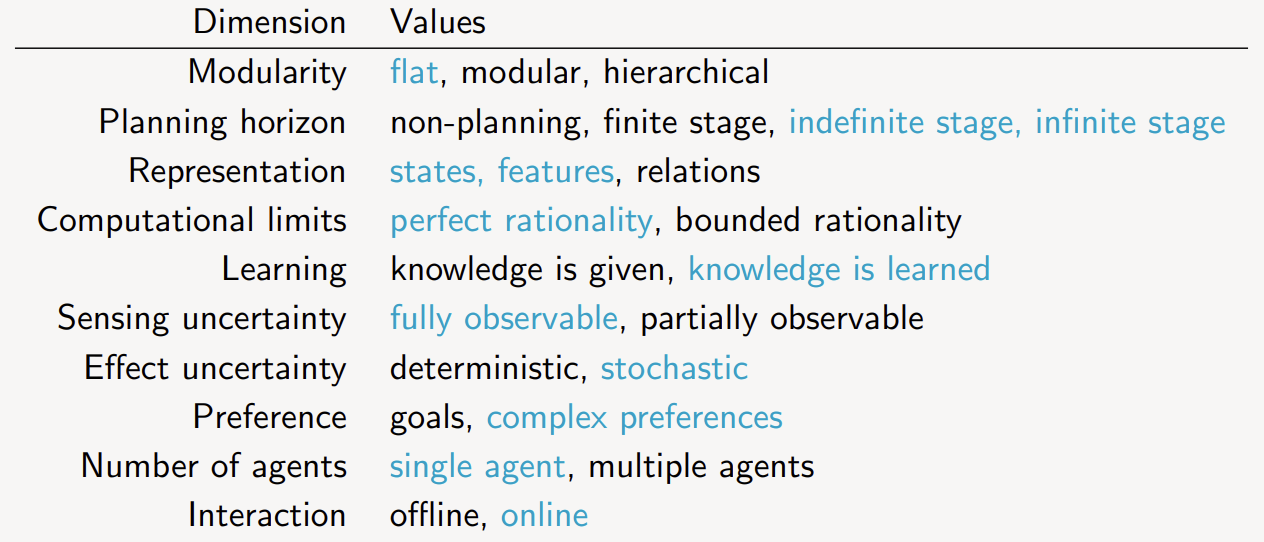 Dimension Values
Modularity flat, modular, hierarchical
Planning horizon non-planning, finite stage, indefinite stage, infinite stage
Representation states, features, relations
Computational limits perfect rationality, bounded rationality
Learning knowledge is given, knowledge is learned
Sensing uncertainty fully observable, partially observable
Effect uncertainty deterministic, stochastic
Preference goals, complex preferences
Number of agents single agent, multiple agents
Interaction offline, online